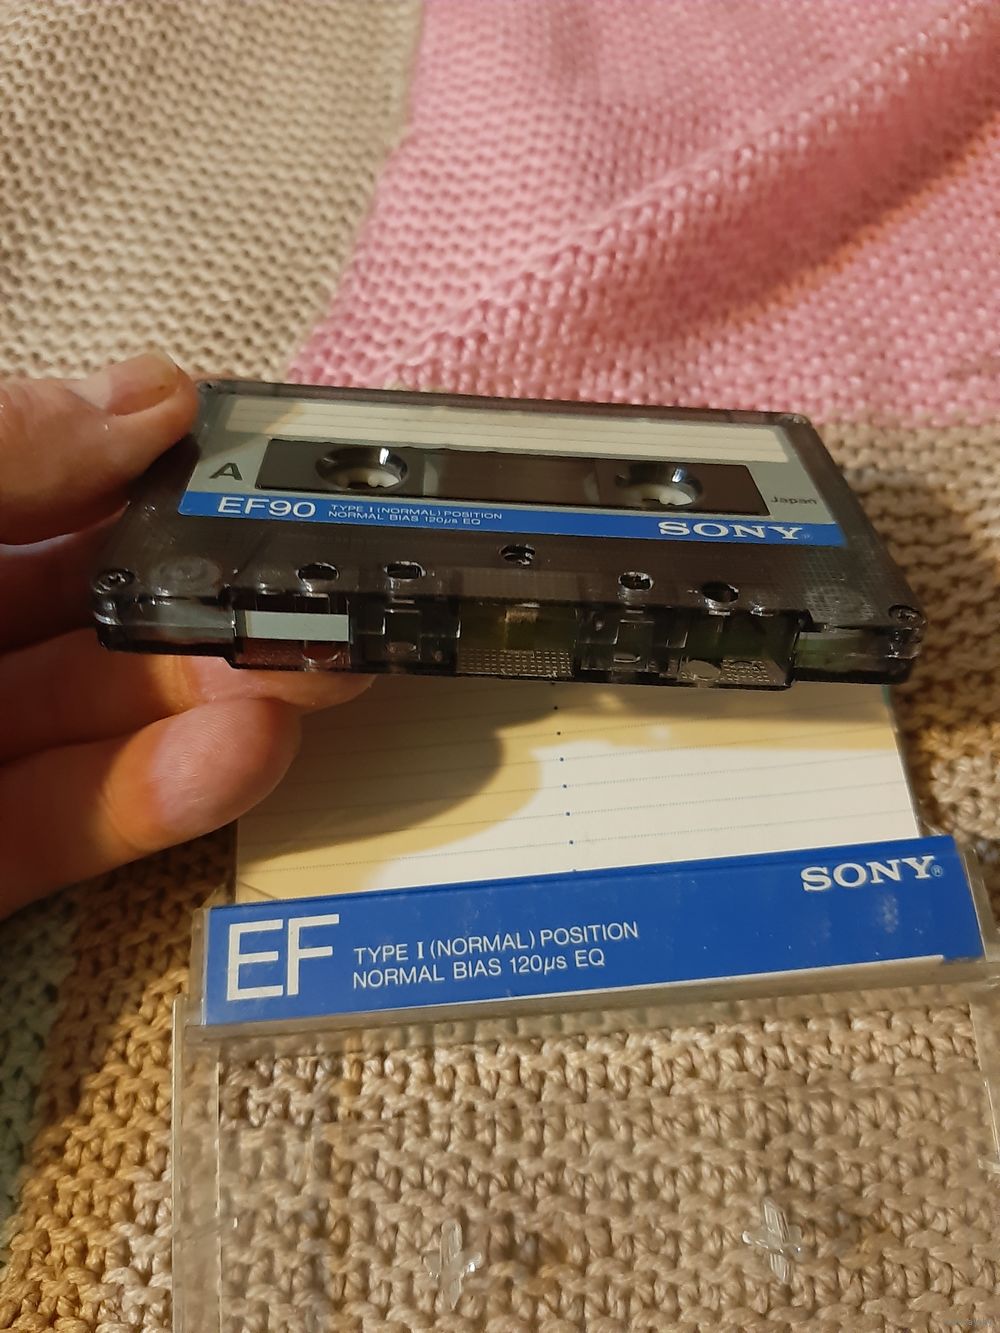 A
Japan
EF90 TYPE I (NORMAL) POSITION
NORMAL BIAS 120µs EQ
SONY®
SONY®
EF TYPE I (NORMAL) POSITION
NORMAL BIAS 120µs EQ